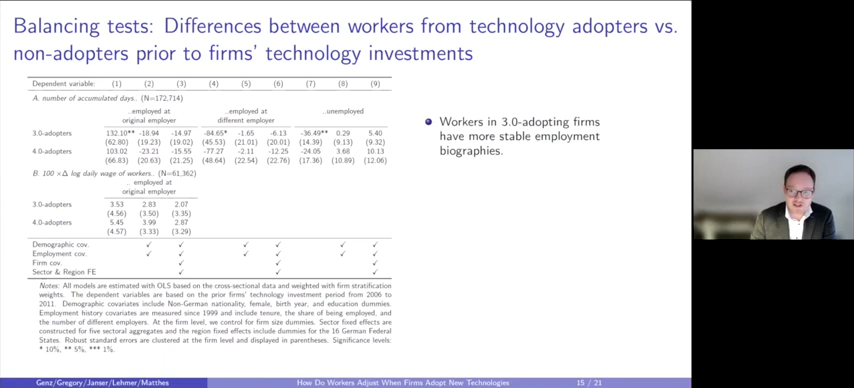 Balancing tests: Differences between workers from technology adopters vs.
non-adopters prior to firms' technology investments
Dependent variable: (1) (2) (3) (4) (5) (6) (7) (8) (9)
A. number of accumulated days.. (N=172,714)
..employed at ..employed at ..unemployed
original employer different employer
3.0-adopters 132.10** -18.94 -14.97 -84.65* -1.65 -6.13 -36.49** 0.29 5.40
(62.80) (19.23) (19.02) (45.53) (21.01) (20.01) (14.39) (9.13) (9.32)
4.0-adopters 103.02 -23.21 -15.55 -77.27 -2.11 -12.25 -24.05 3.68 10.13
(66.83) (20.63) (21.25) (48.64) (22.54) (22.76) (17.36) (10.89) (12.06)
B. 100 ×Δ log daily wage of workers.. (N=61,362)
.. employed at
original employer
3.0-adopters 3.53 2.83 2.07
(4.56) (3.50) (3.35)
4.0-adopters 5.45 3.99 2.87
(4.57) (3.33) (3.29)
Demographic cov. ✓ ✓ ✓ ✓ ✓ ✓
Employment cov. ✓ ✓ ✓ ✓ ✓ ✓
Firm cov. ✓ ✓ ✓
Sector & Region FE ✓ ✓ ✓
Notes: All models are estimated with OLS based on the cross-sectional data and weighted with firm stratification
weights. The dependent variables are based on the prior firms' technology investment period from 2006 to
2011. Demographic covariates include Non-German nationality, female, birth year, and education dummies.
Employment history covariates are measured since 1999 and include tenure, the share of being employed, and
the number of different employers. At the firm level, we control for firm size dummies. Sector fixed effects are
constructed for five sectoral aggregates and the region fixed effects include dummies for the 16 German Federal
States. Robust standard errors are clustered at the firm level and displayed in parentheses. Significance levels:
* 10%, ** 5%, *** 1%.
Workers in 3.0-adopting firms
have more stable employment
biographies.
Genz/Gregory/Janser/Lehmer/Matthes How Do Workers Adjust When Firms Adopt New Technologies 15 / 21